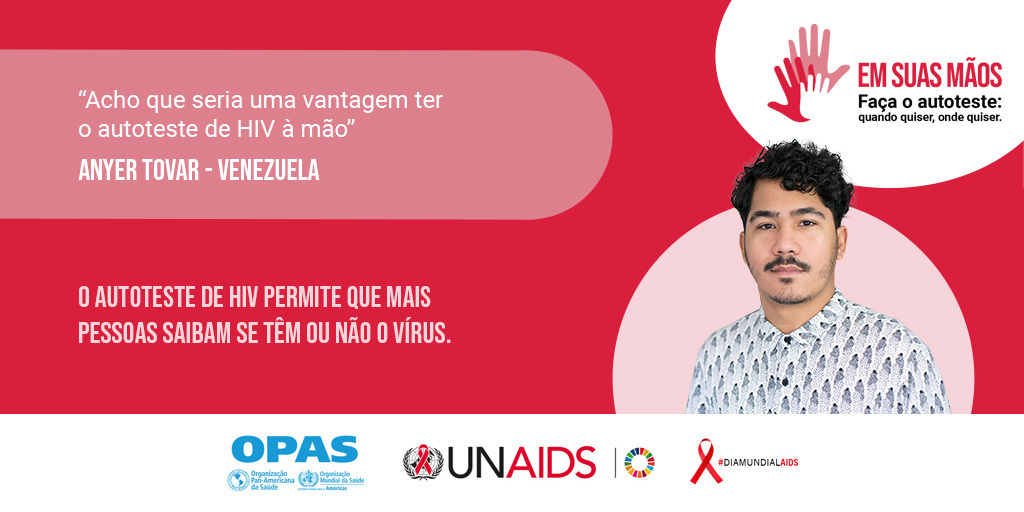 “Acho que seria uma vantagem ter
o autoteste de HIV à mão”
ANYER TOVAR - VENEZUELA
O AUTOTESTE DE HIV PERMITE QUE MAIS
PESSOAS SAIBAM SE TÊM OU NÃO O VÍRUS.
EM SUAS MÃOS
Faça o autoteste:
quando quiser, onde quiser.
OPAS
Organização
Pan-Americana
da Saúde
Organização
Mundial da Saúde
Américas
UNAIDS
#DIAMUNDIALAIDS